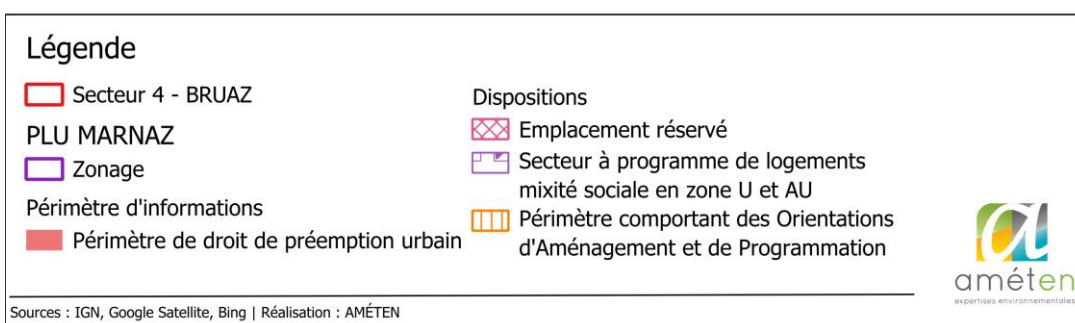 Légende
Secteur 4 - BRUAZ
PLU MARNAZ
Zonage
Périmètre d'informations
Périmètre de droit de préemption urbain
Dispositions
Emplacement réservé
Secteur à programme de logements
mixité sociale en zone U et AU
Périmètre comportant des Orientations
d'Aménagement et de Programmation
améten
expertises environnementales
Sources : IGN, Google Satellite, Bing | Réalisation : AMÉTEN